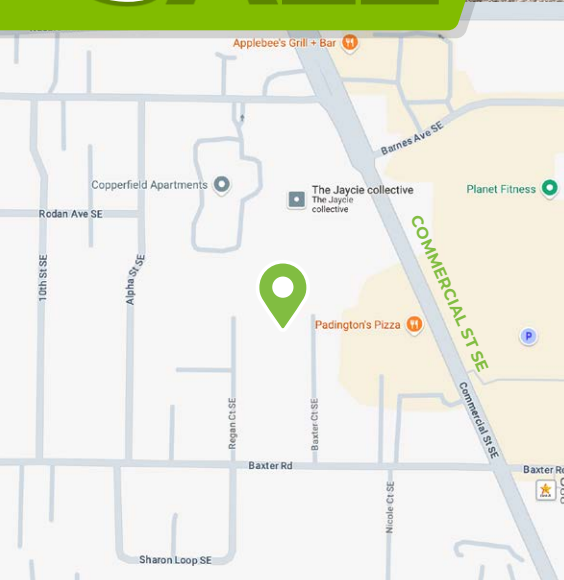 Applebee's Grill + Bar
Barnes Ave SE
Copperfield Apartments
The Jaycie collective
The Jaycie
collective
Planet Fitness
Rodan Ave SE
COMMERCIAL ST SE
10th St SE
Alpha St SE
Padington's Pizza
P
Regan Ct SE
Baxter Ct SE
Commercial St SE
Baxter Rd
Baxter Rd
Nicole Ct SE
Sharon Loop SE